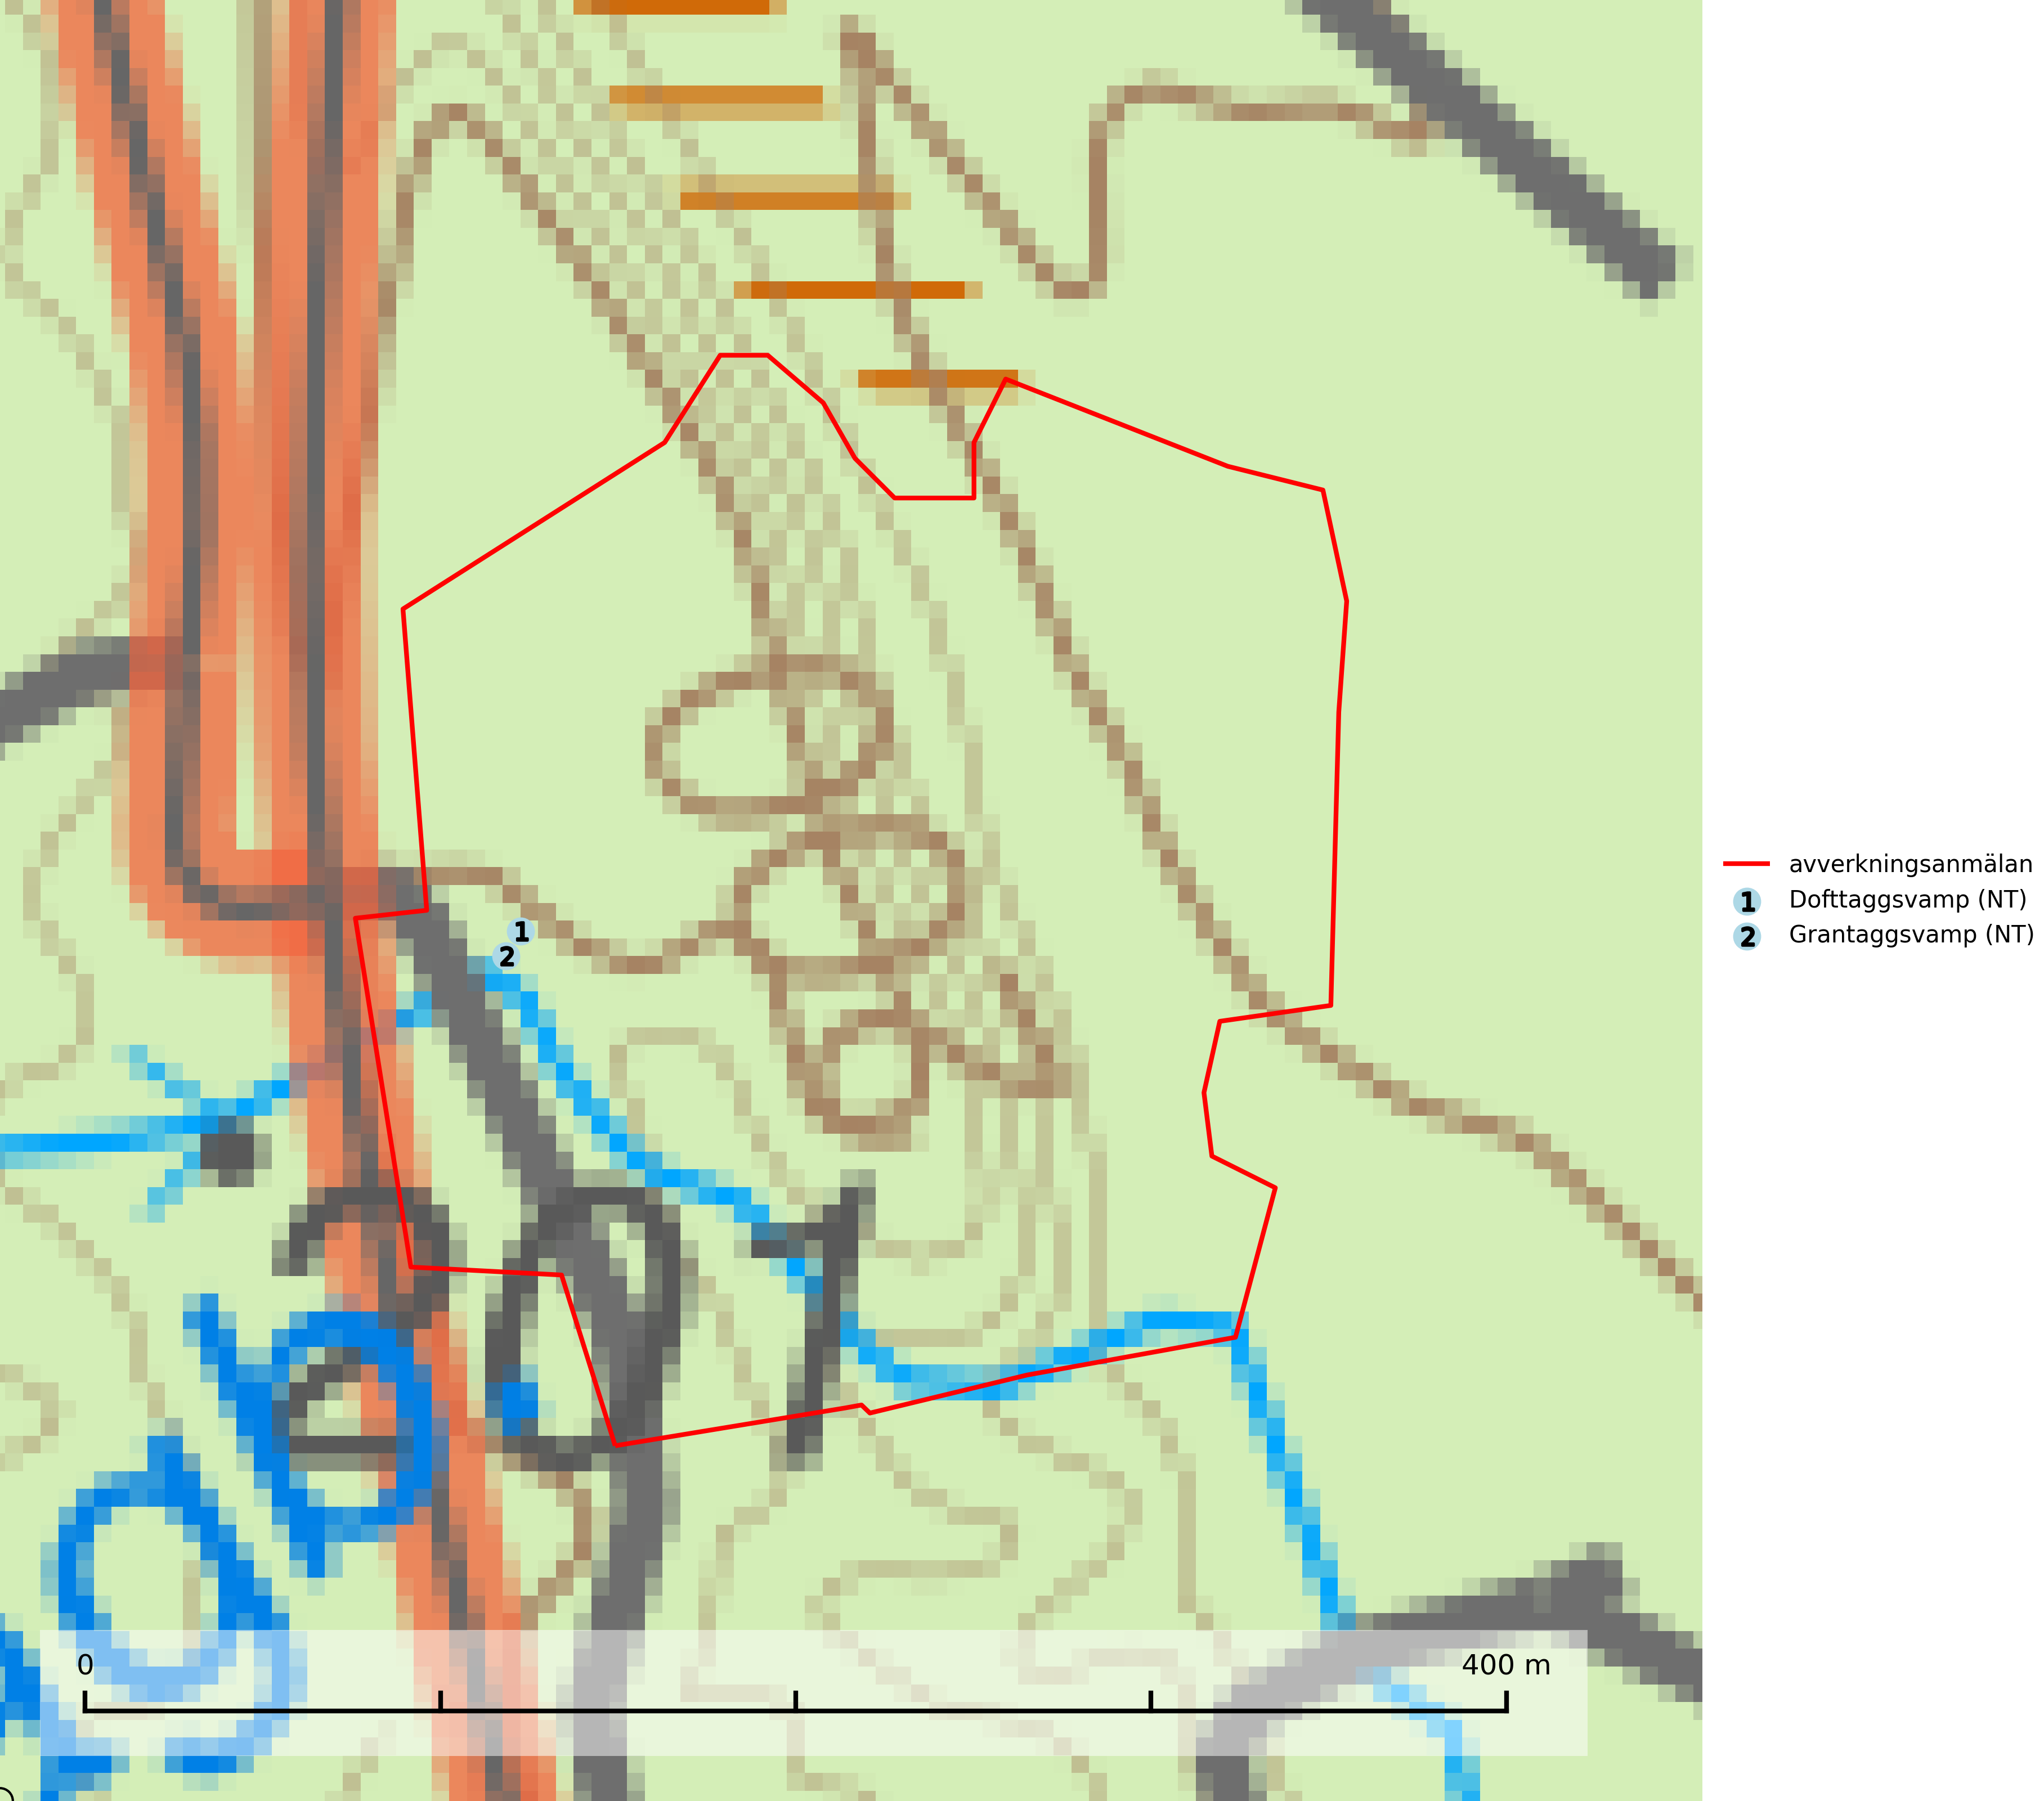 1
2
avverkningsanmälan
1 Dofttaggsvamp (NT)
2 Grantaggsvamp (NT)
0 400 m